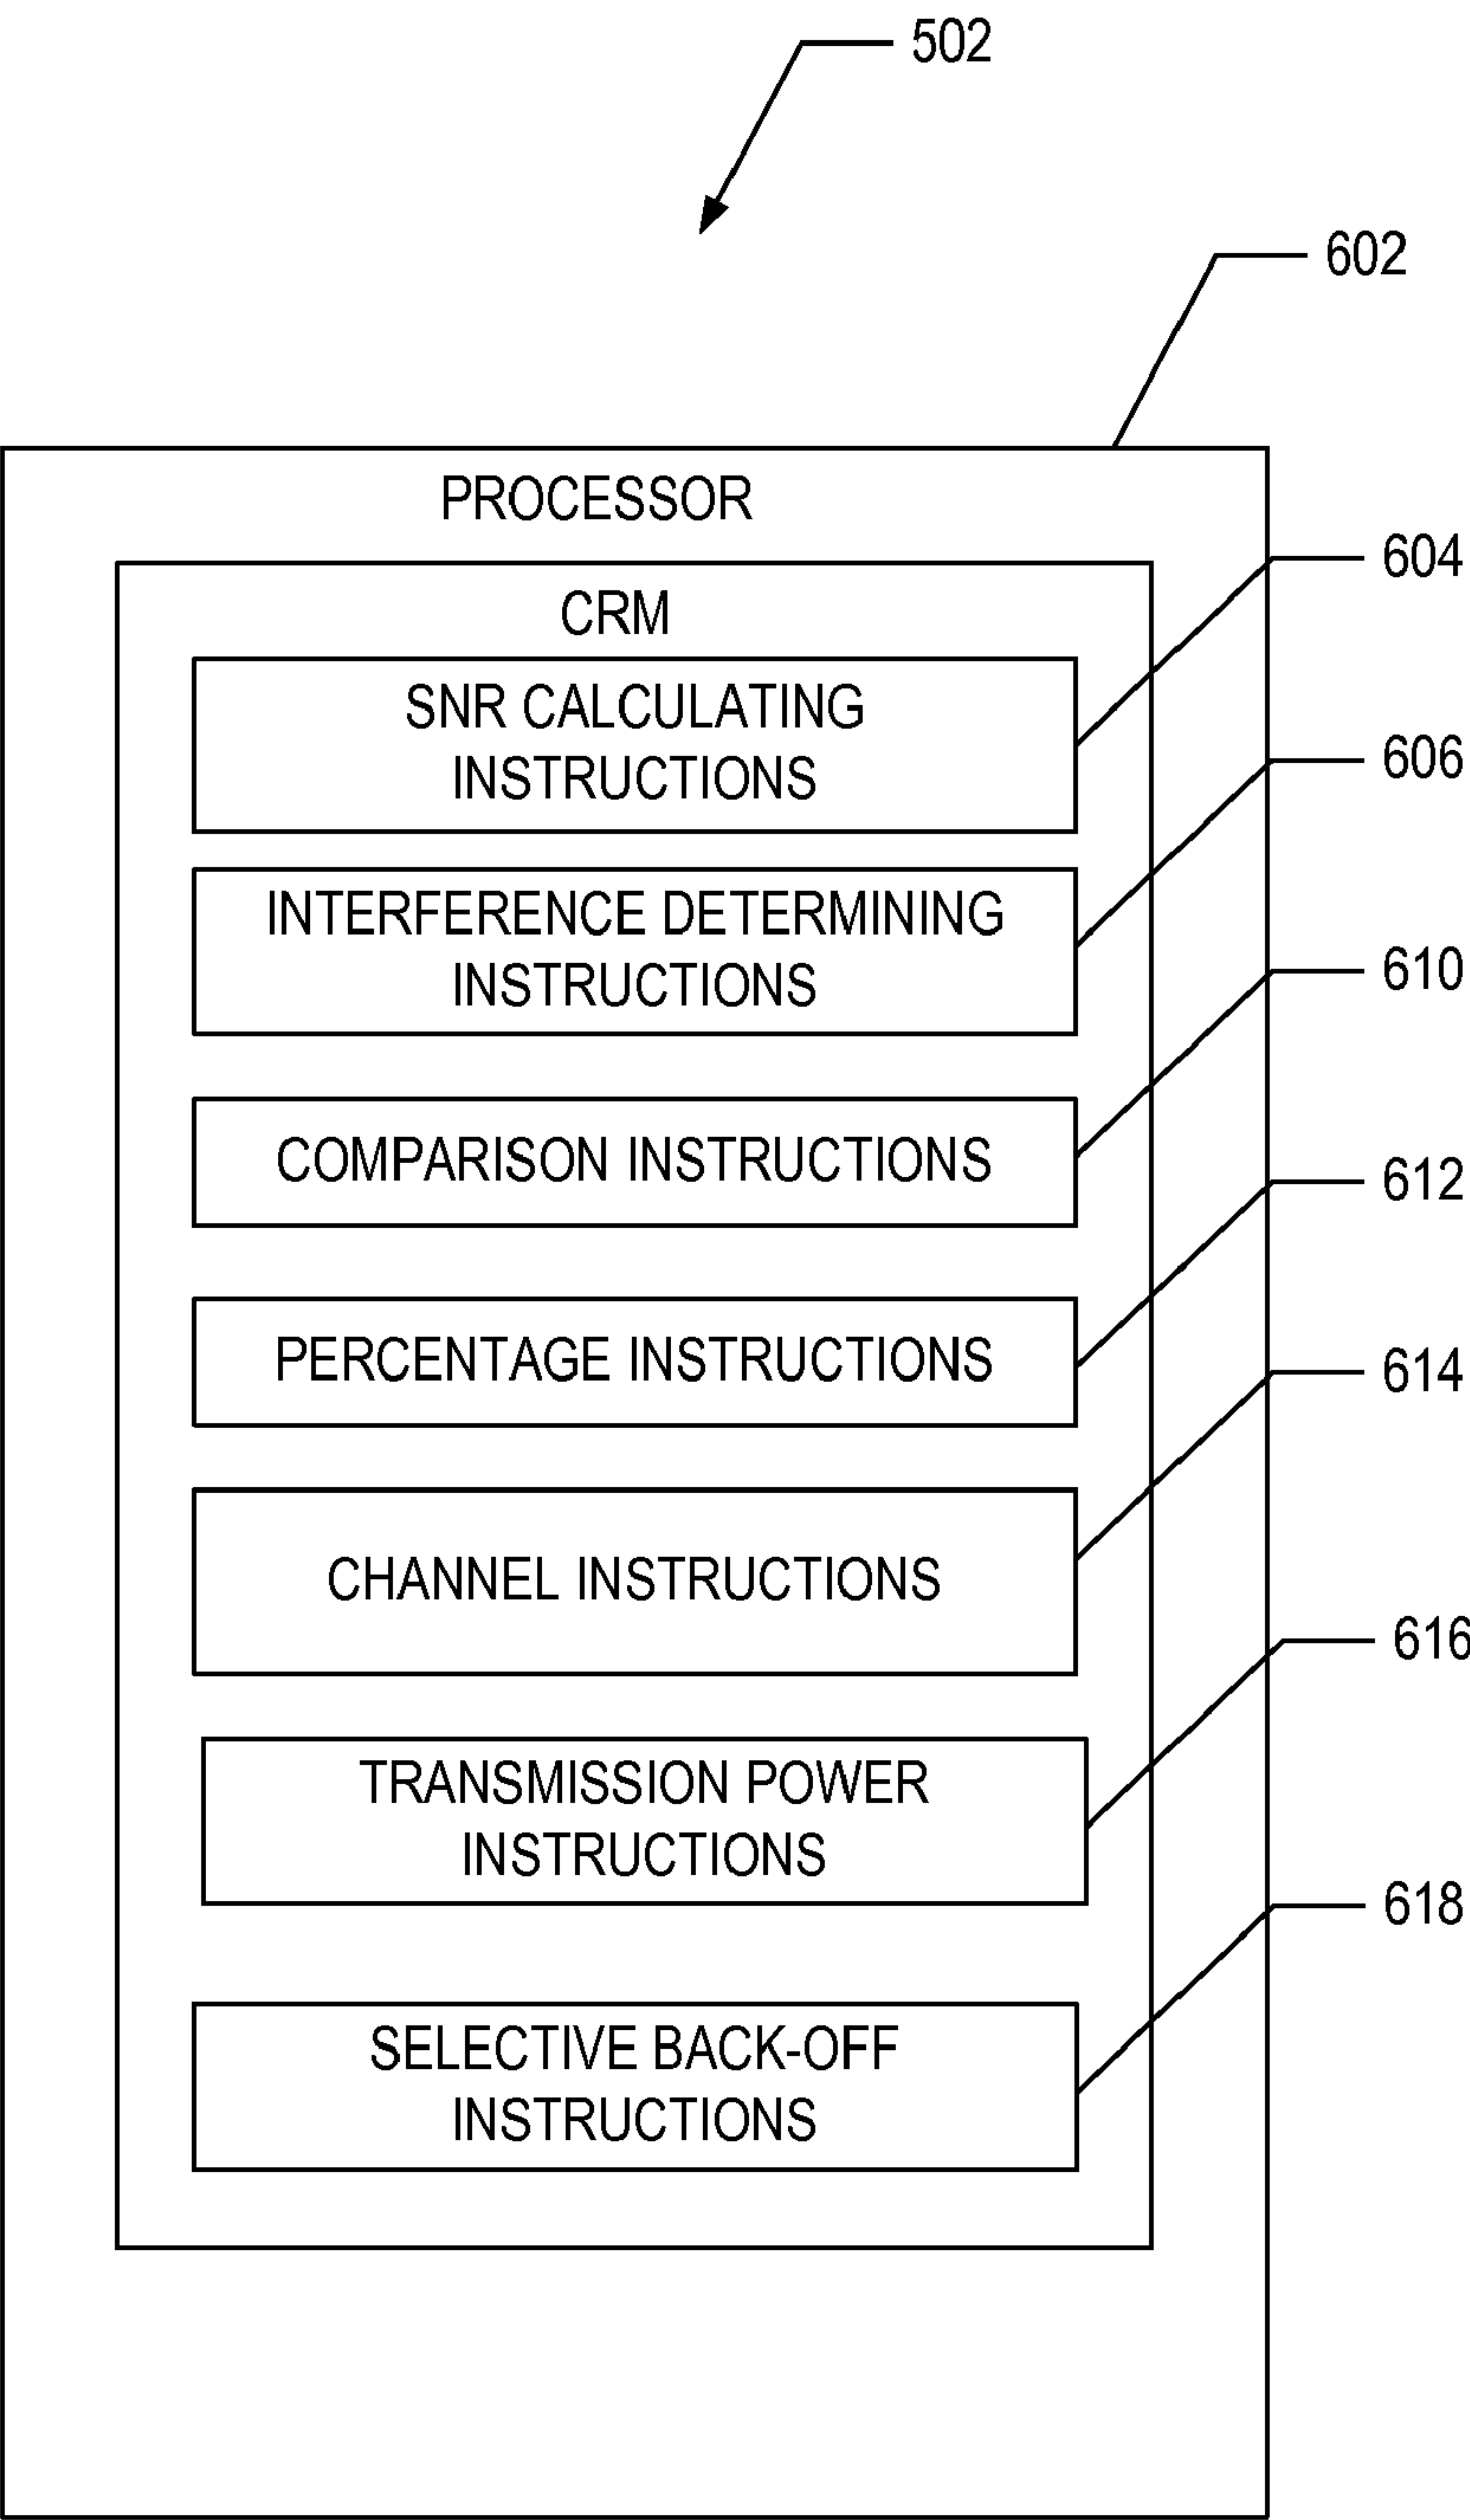 502
602
PROCESSOR
CRM
604
SNR CALCULATING
INSTRUCTIONS
606
INTERFERENCE DETERMINING
INSTRUCTIONS
610
COMPARISON INSTRUCTIONS
612
PERCENTAGE INSTRUCTIONS
614
CHANNEL INSTRUCTIONS
616
TRANSMISSION POWER
INSTRUCTIONS
618
SELECTIVE BACK-OFF
INSTRUCTIONS